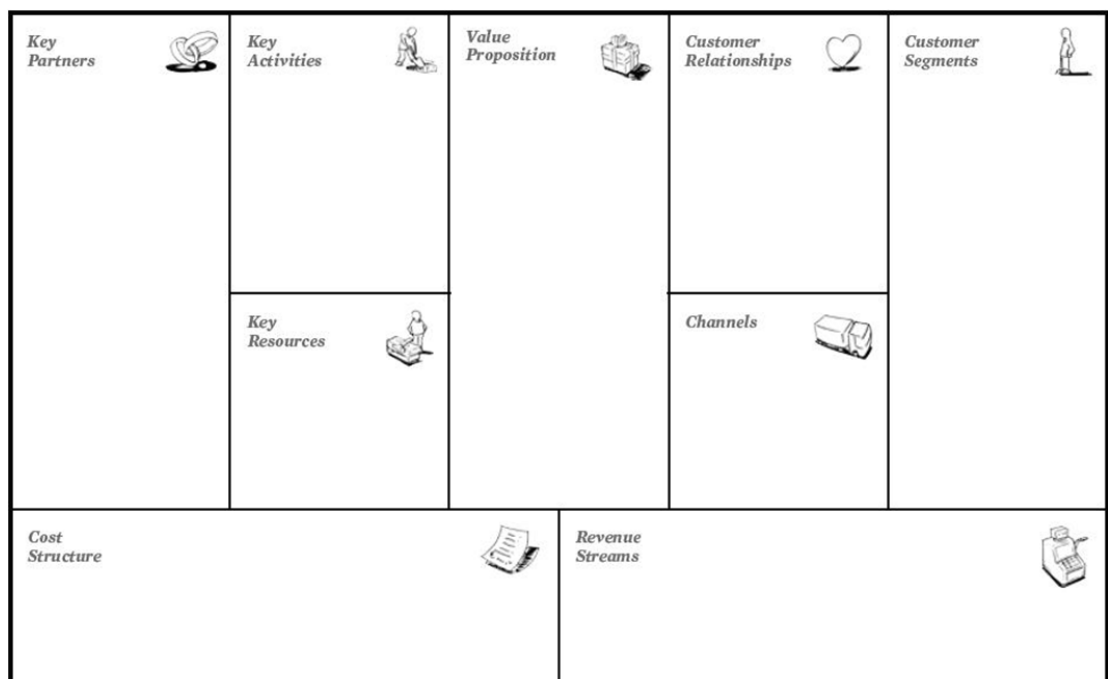 Key
Partners
Key
Activities
Value
Proposition
Customer
Relationships
Customer
Segments
Key
Resources
Channels
Cost
Structure
Revenue
Streams